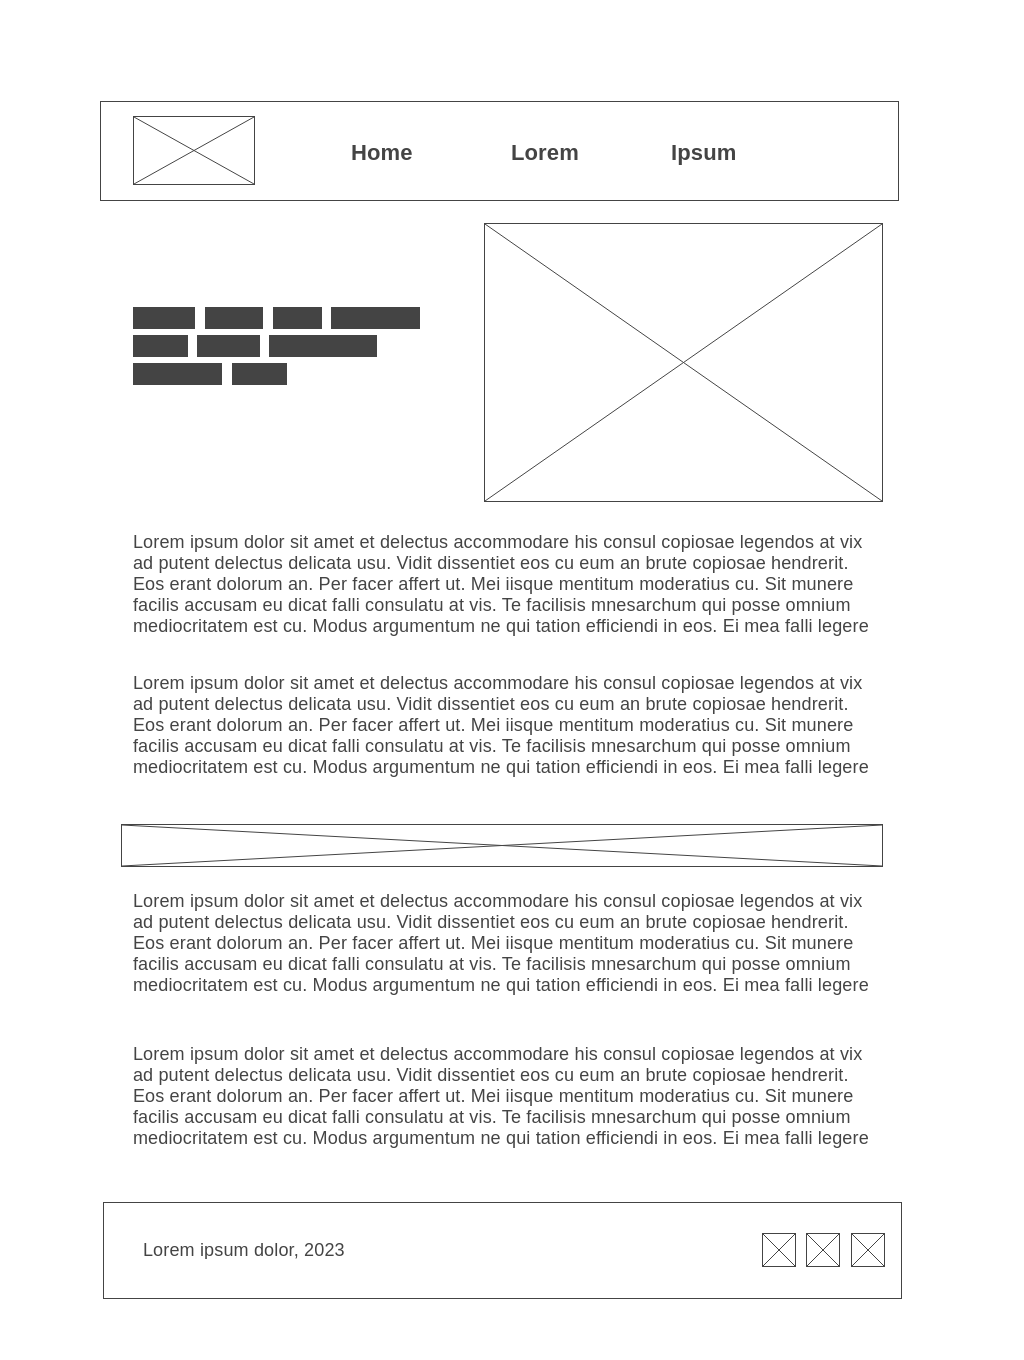 Home Lorem Ipsum
Lorem ipsum dolor sit amet et delectus accommodare his consul copiosae legendos at vix
ad putent delectus delicata usu. Vidit dissentiet eos cu eum an brute copiosae hendrerit.
Eos erant dolorum an. Per facer affert ut. Mei iisque mentitum moderatius cu. Sit munere
facilis accusam eu dicat falli consulatu at vis. Te facilisis mnesarchum qui posse omnium
mediocritatem est cu. Modus argumentum ne qui tation efficiendi in eos. Ei mea falli legere
Lorem ipsum dolor sit amet et delectus accommodare his consul copiosae legendos at vix
ad putent delectus delicata usu. Vidit dissentiet eos cu eum an brute copiosae hendrerit.
Eos erant dolorum an. Per facer affert ut. Mei iisque mentitum moderatius cu. Sit munere
facilis accusam eu dicat falli consulatu at vis. Te facilisis mnesarchum qui posse omnium
mediocritatem est cu. Modus argumentum ne qui tation efficiendi in eos. Ei mea falli legere
Lorem ipsum dolor sit amet et delectus accommodare his consul copiosae legendos at vix
ad putent delectus delicata usu. Vidit dissentiet eos cu eum an brute copiosae hendrerit.
Eos erant dolorum an. Per facer affert ut. Mei iisque mentitum moderatius cu. Sit munere
facilis accusam eu dicat falli consulatu at vis. Te facilisis mnesarchum qui posse omnium
mediocritatem est cu. Modus argumentum ne qui tation efficiendi in eos. Ei mea falli legere
Lorem ipsum dolor sit amet et delectus accommodare his consul copiosae legendos at vix
ad putent delectus delicata usu. Vidit dissentiet eos cu eum an brute copiosae hendrerit.
Eos erant dolorum an. Per facer affert ut. Mei iisque mentitum moderatius cu. Sit munere
facilis accusam eu dicat falli consulatu at vis. Te facilisis mnesarchum qui posse omnium
mediocritatem est cu. Modus argumentum ne qui tation efficiendi in eos. Ei mea falli legere
Lorem ipsum dolor, 2023